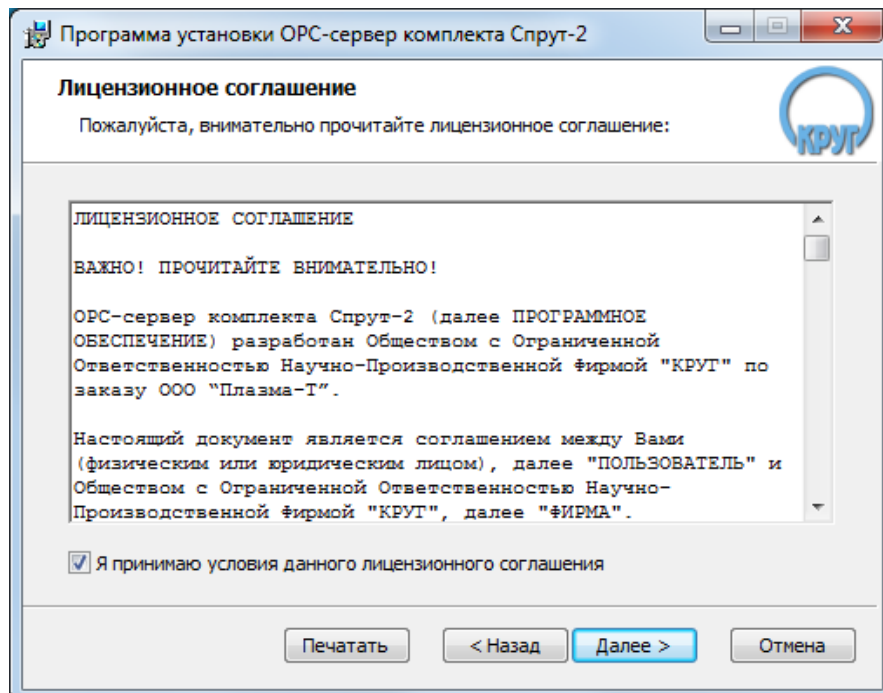 Программа установки OPC-сервер комплекта Спрут-2
Лицензионное соглашение
Пожалуйста, внимательно прочитайте лицензионное соглашение:
КРУГ
ЛИЦЕНЗИОННОЕ СОГЛАШЕНИЕ
ВАЖНО! ПРОЧИТАЙТЕ ВНИМАТЕЛЬНО!
OPC-сервер комплекта Спрут-2 (далее ПРОГРАММНОЕ
ОБЕСПЕЧЕНИЕ) разработан Обществом с Ограниченной
Ответственностью Научно-Производственной Фирмой "КРУГ" по
заказу ООО “Плазма-Т”.
Настоящий документ является соглашением между Вами
(физическим или юридическим лицом), далее "ПОЛЬЗОВАТЕЛЬ" и
Обществом с Ограниченной Ответственностью Научно-
Производственной Фирмой "КРУГ", далее "ФИРМА".
Я принимаю условия данного лицензионного соглашения
Печатать
< Назад
Далее >
Отмена